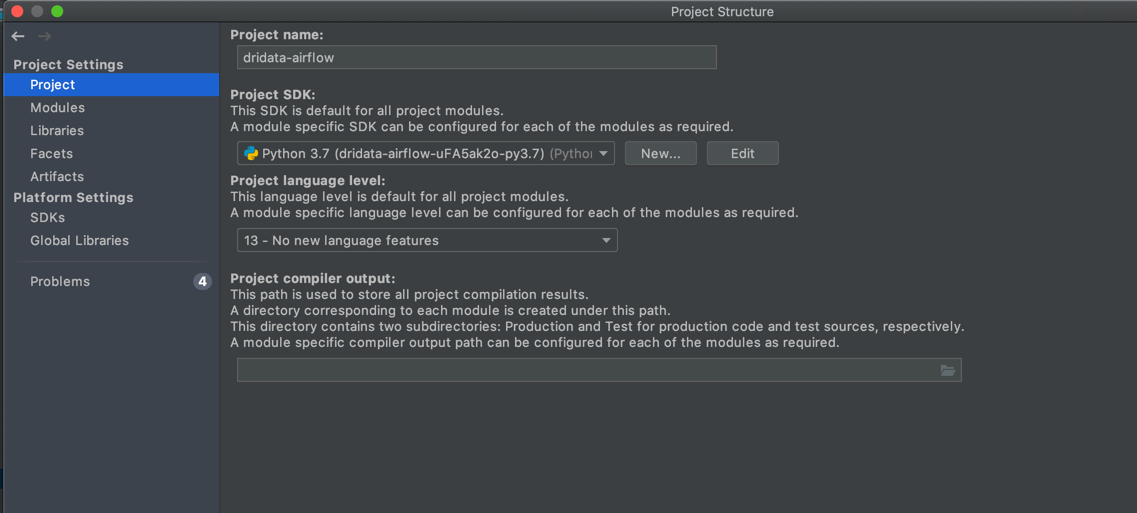 Project Structure
Project Settings
Project
Modules
Libraries
Facets
Artifacts
Platform Settings
SDKs
Global Libraries
Problems
4
Project name:
dridata-airflow
Project SDK:
This SDK is default for all project modules.
A module specific SDK can be configured for each of the modules as required.
Python 3.7 (dridata-airflow-uFA5ak2o-py3.7) (Pytho
New...
Edit
Project language level:
This language level is default for all project modules.
A module specific language level can be configured for each of the modules as required.
13 - No new language features
Project compiler output:
This path is used to store all project compilation results.
A directory corresponding to each module is created under this path.
This directory contains two subdirectories: Production and Test for production code and test sources, respectively.
A module specific compiler output path can be configured for each of the modules as required.